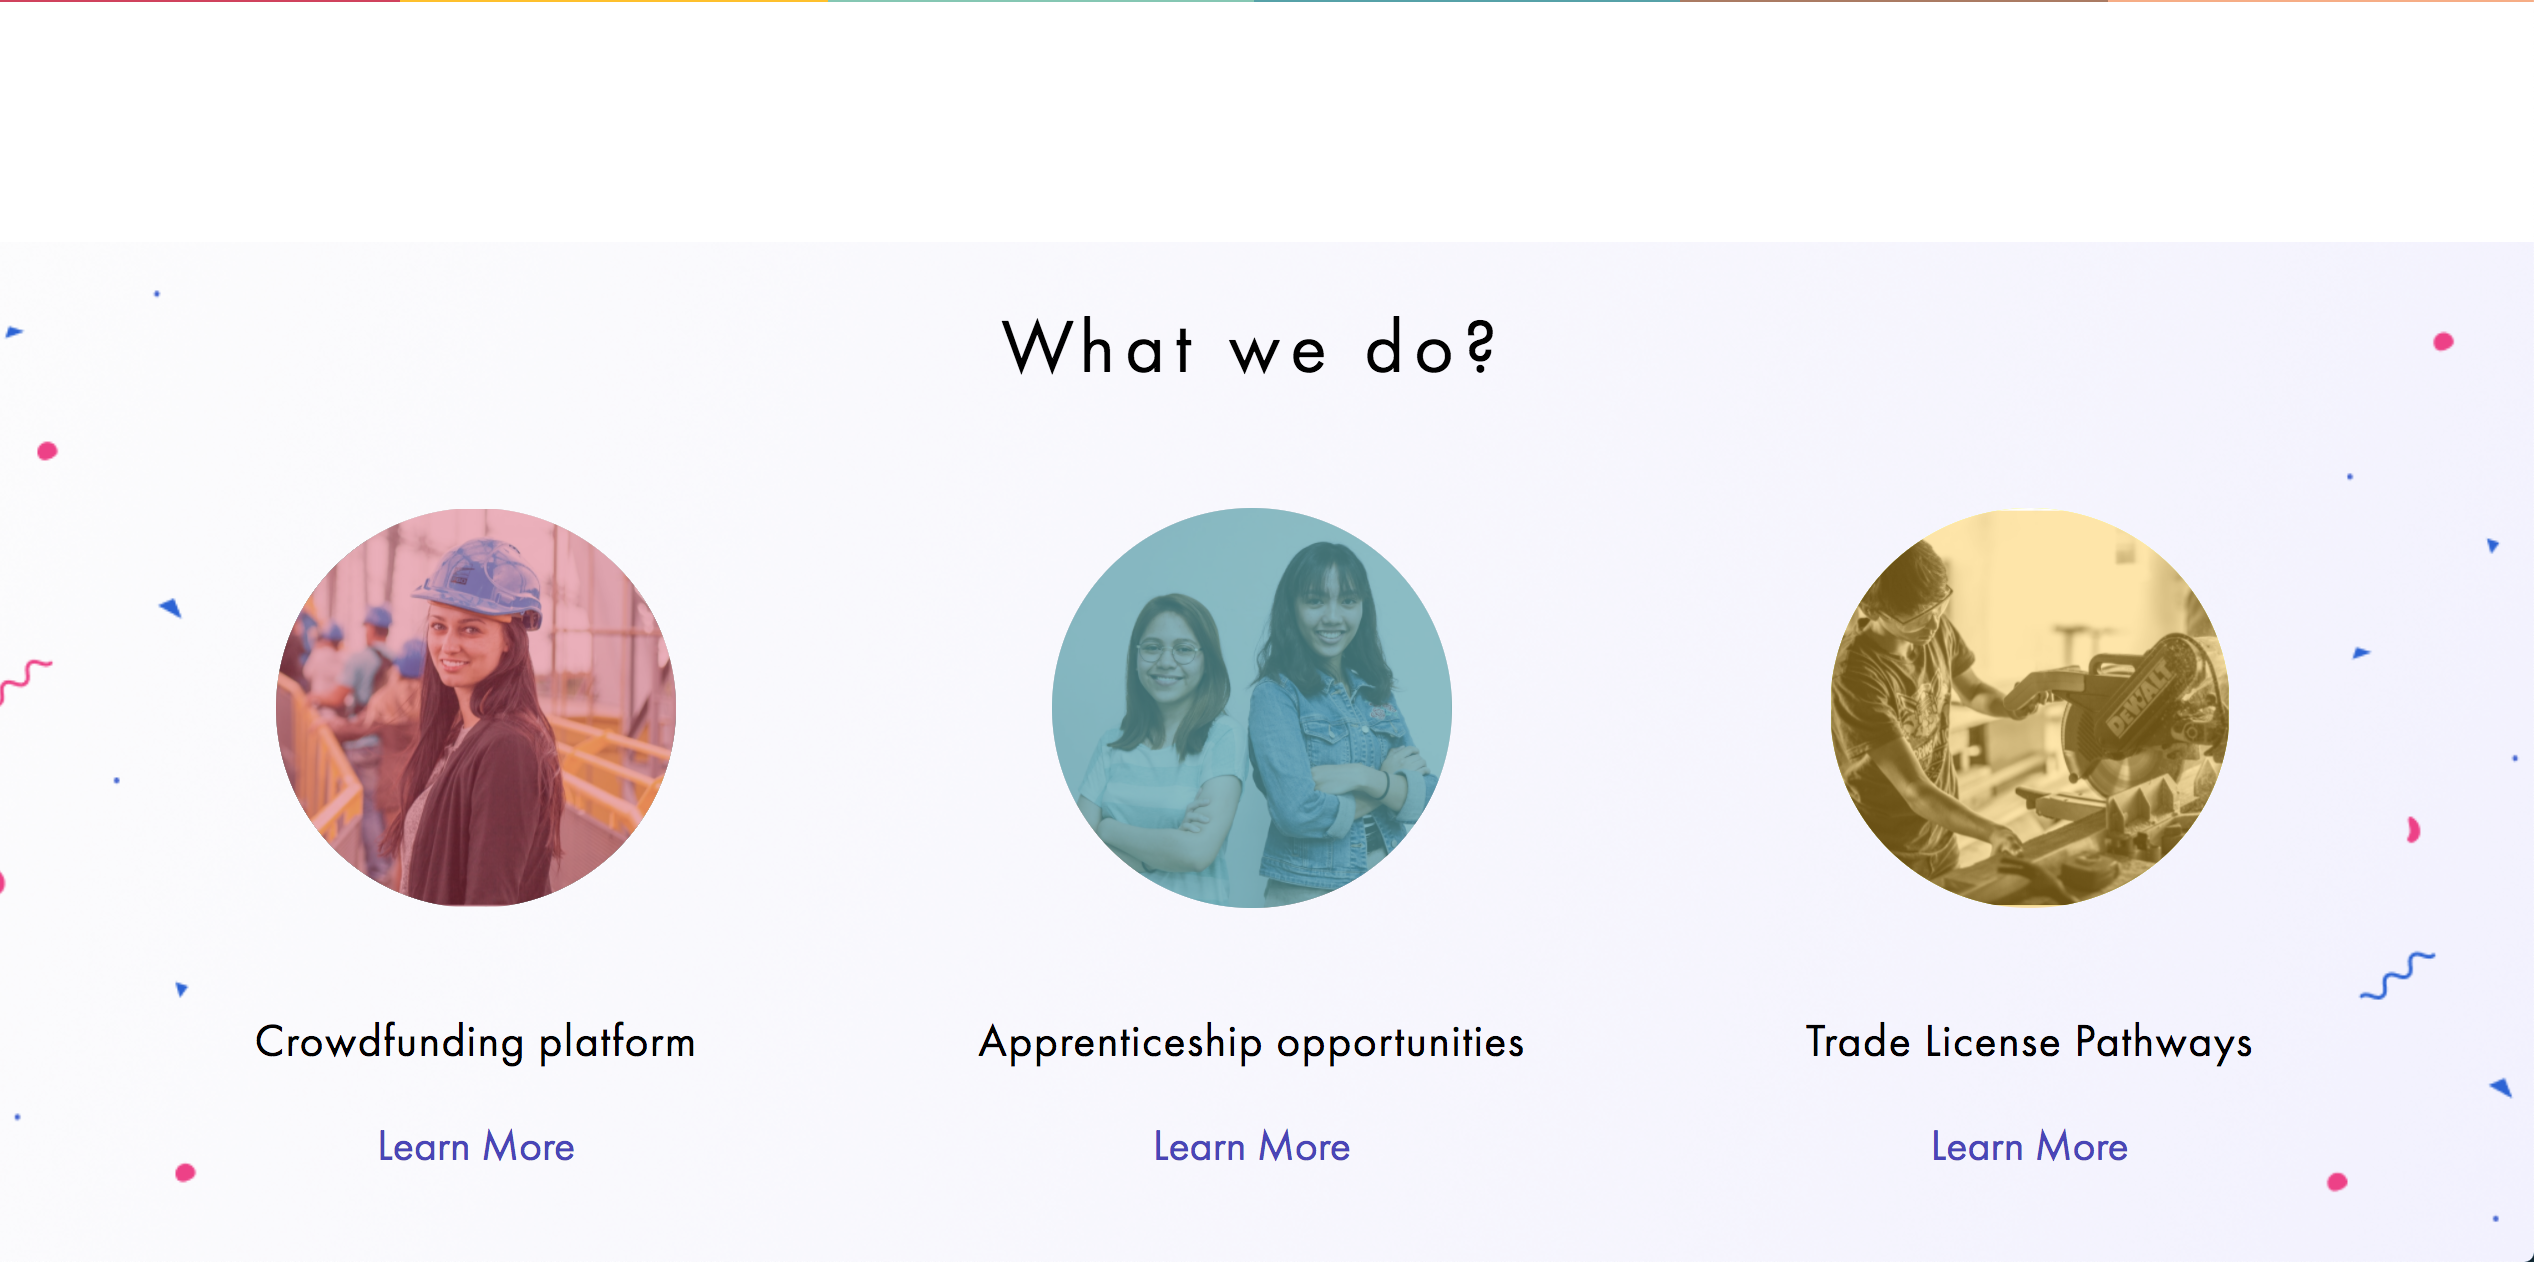 What we do?
DEWALT
Crowdfunding platform
Apprenticeship opportunities
Trade License Pathways
Learn More
Learn More
Learn More